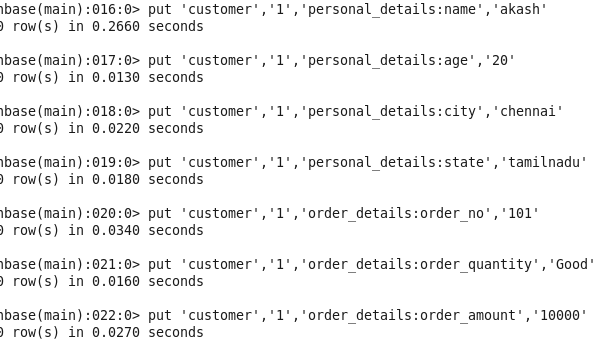 hbase(main):016:0> put 'customer','1','personal_details:name','akash'
0 row(s) in 0.2660 seconds
hbase(main):017:0> put 'customer','1','personal_details:age','20'
0 row(s) in 0.0130 seconds
hbase(main):018:0> put 'customer','1','personal_details:city','chennai'
0 row(s) in 0.0220 seconds
hbase(main):019:0> put 'customer','1','personal_details:state','tamilnadu'
0 row(s) in 0.0180 seconds
hbase(main):020:0> put 'customer','1','order_details:order_no','101'
0 row(s) in 0.0340 seconds
hbase(main):021:0> put 'customer','1','order_details:order_quantity','Good'
0 row(s) in 0.0160 seconds
hbase(main):022:0> put 'customer','1','order_details:order_amount','10000'
0 row(s) in 0.0270 seconds